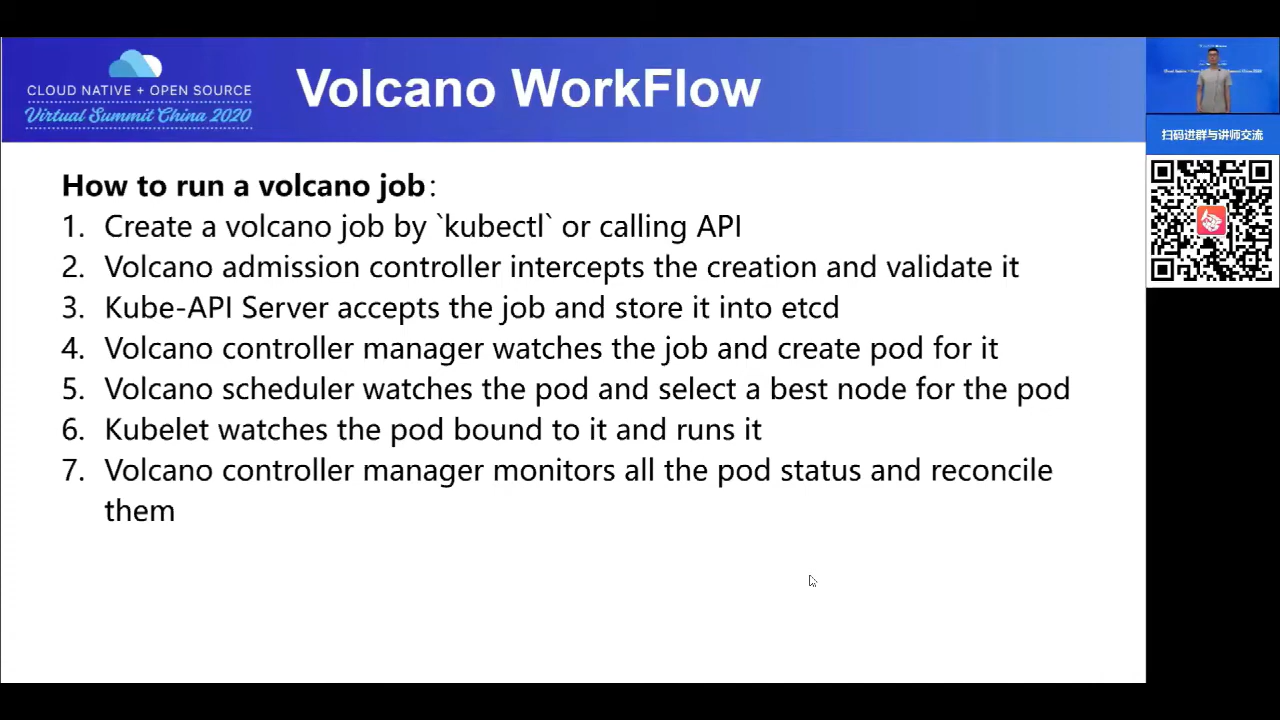 CLOUD NATIVE + OPEN SOURCE
Virtual Summit China 2020
Volcano WorkFlow
How to run a volcano job：
1. Create a volcano job by `kubectl` or calling API
2. Volcano admission controller intercepts the creation and validate it
3. Kube-API Server accepts the job and store it into etcd
4. Volcano controller manager watches the job and create pod for it
5. Volcano scheduler watches the pod and select a best node for the pod
6. Kubelet watches the pod bound to it and runs it
7. Volcano controller manager monitors all the pod status and reconcile
them
扫码进群与讲师交流